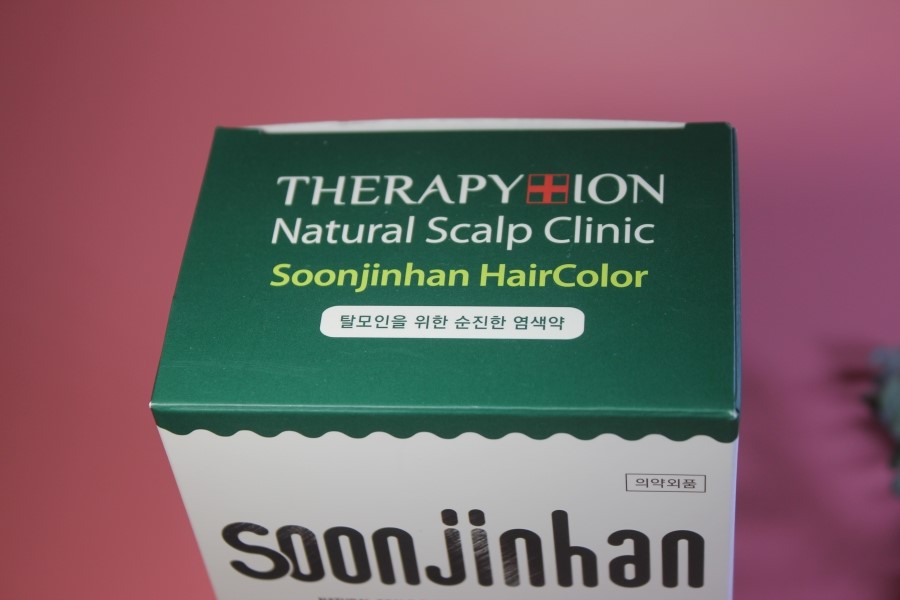 THERAPY ION
Natural Scalp Clinic
Soonjinhan HairColor
탈모인을 위한 순진한 염색약
의약외품
soonjinhan